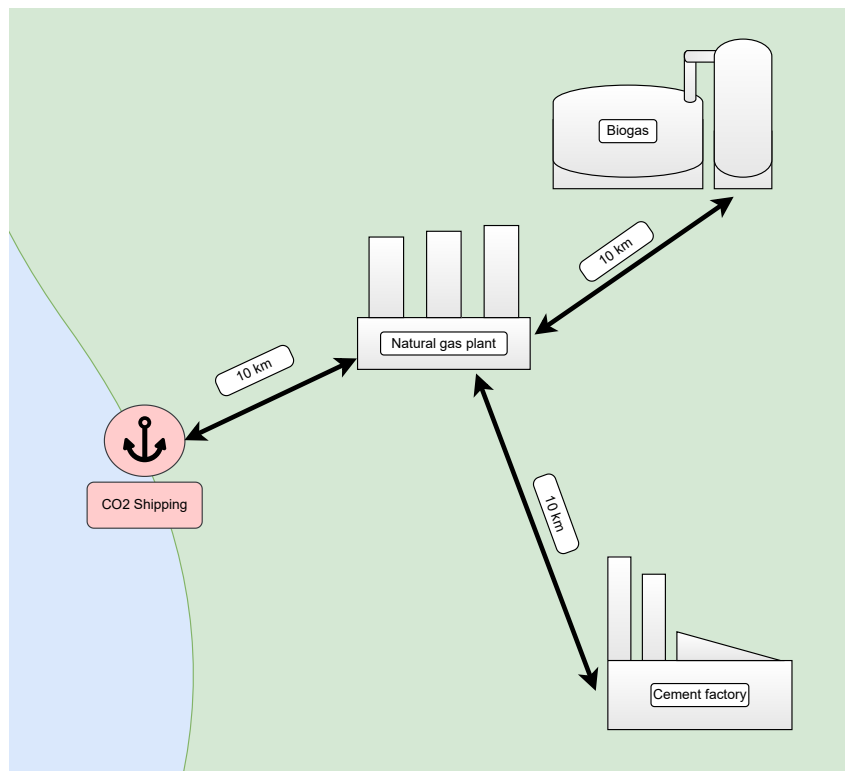 Biogas
10 km
Natural gas plant
10 km
CO2 Shipping
10 km
Cement factory